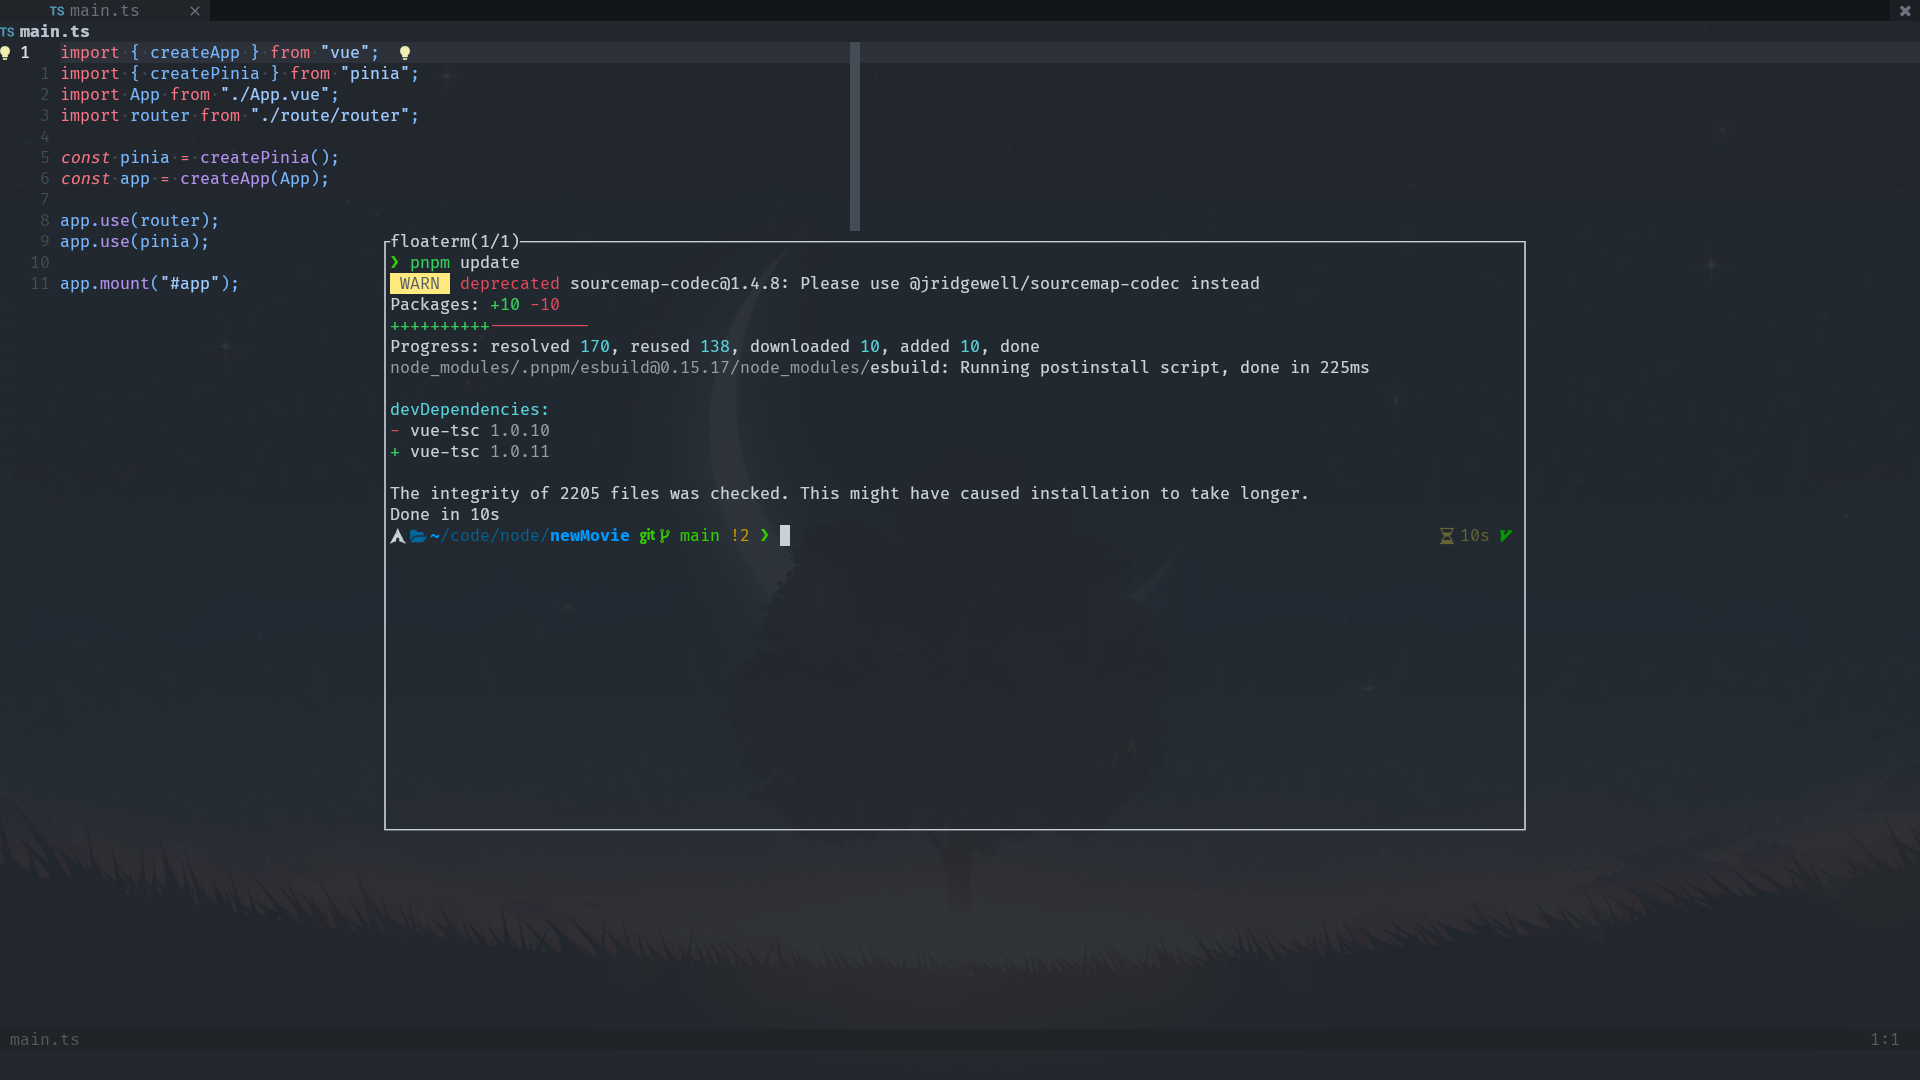 TS main.ts ×
TS main.ts
1 import { createApp } from "vue";
1 import { createPinia } from "pinia";
2 import App from "./App.vue";
3 import router from "./route/router";
4
5 const pinia = createPinia();
6 const app = createApp(App);
7
8 app.use(router);
9 app.use(pinia);
10
11 app.mount("#app");
floaterm(1/1)
❯ pnpm update
WARN deprecated sourcemap-codec@1.4.8: Please use @jridgewell/sourcemap-codec instead
Packages: +10 -10
++++++++++----------
Progress: resolved 170, reused 138, downloaded 10, added 10, done
node_modules/.pnpm/esbuild@0.15.17/node_modules/esbuild: Running postinstall script, done in 225ms
devDependencies:
- vue-tsc 1.0.10
+ vue-tsc 1.0.11
The integrity of 2205 files was checked. This might have caused installation to take longer.
Done in 10s
~/code/node/newMovie git main !2 ❯ 10s
main.ts 1:1